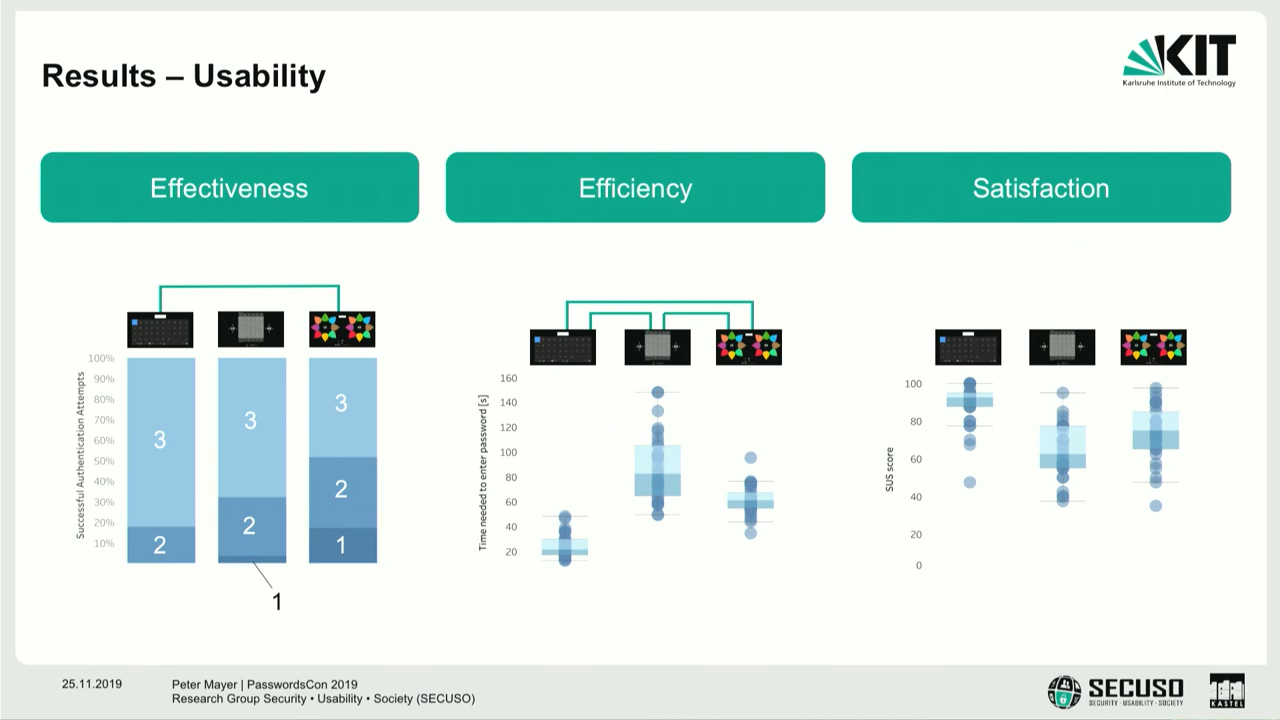 Results – Usability
KIT
Karlsruhe Institute of Technology
Effectiveness
Efficiency
Satisfaction
Successful Authentication Attempts
100%
90%
80%
70%
60%
50%
40%
30%
20%
10%
3
2
3
2
1
3
2
1
Time needed to enter password [s]
160
140
120
100
80
60
40
20
SUS score
100
80
60
40
20
0
25.11.2019
Peter Mayer | PasswordsCon 2019
Research Group Security • Usability • Society (SECUSO)
SECUSO
SECURITY · USABILITY · SOCIETY
KASTEL